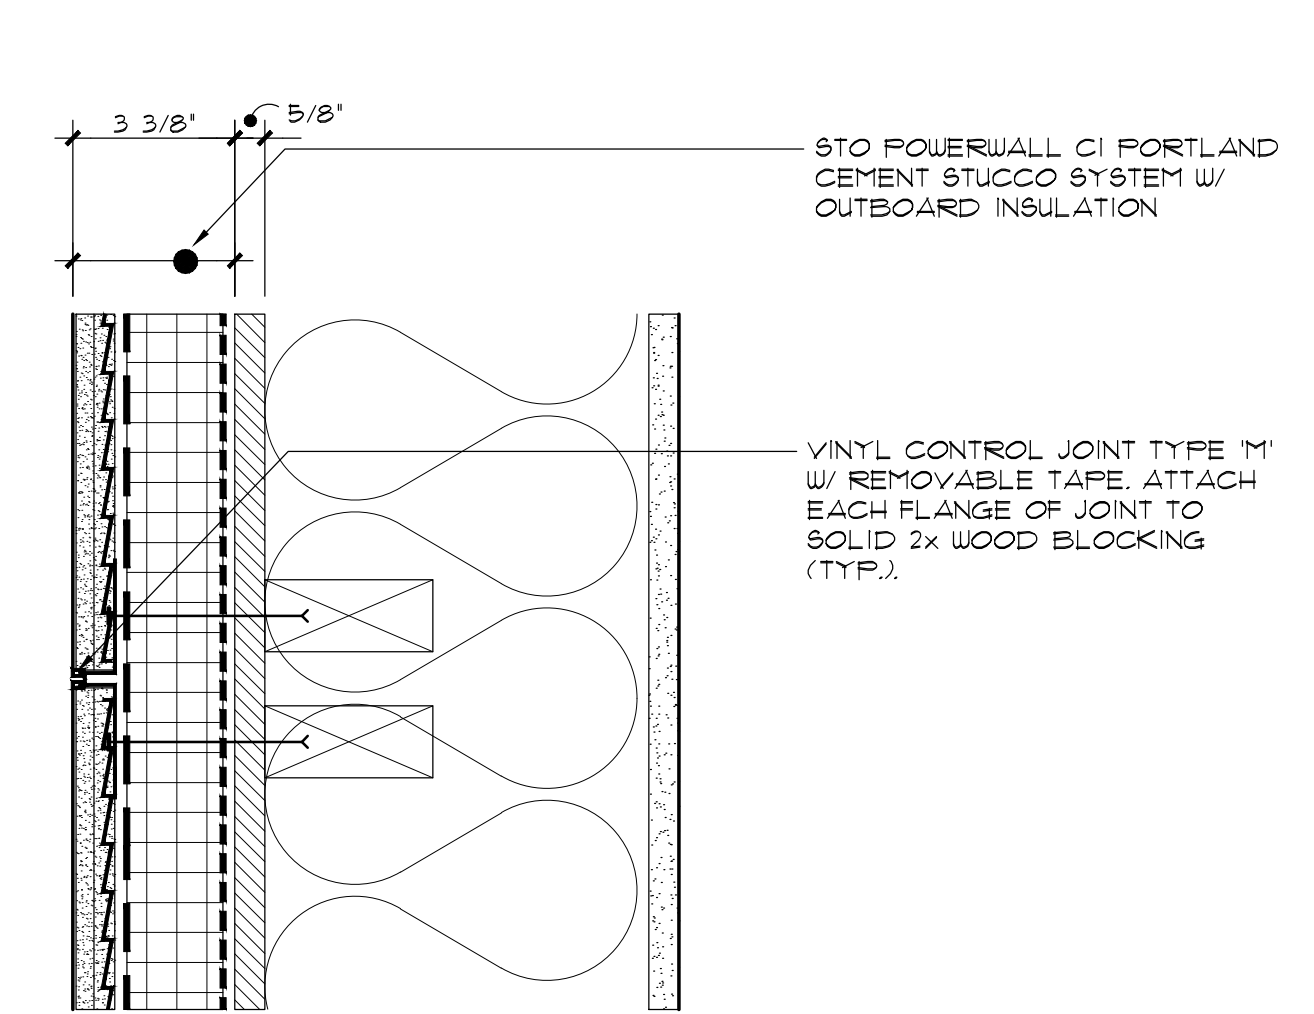 3 3/8" 5/8"
STO POWERWALL CI PORTLAND
CEMENT STUCCO SYSTEM W/
OUTBOARD INSULATION
VINYL CONTROL JOINT TYPE 'M'
W/ REMOVABLE TAPE. ATTACH
EACH FLANGE OF JOINT TO
SOLID 2x WOOD BLOCKING
(TYP.).